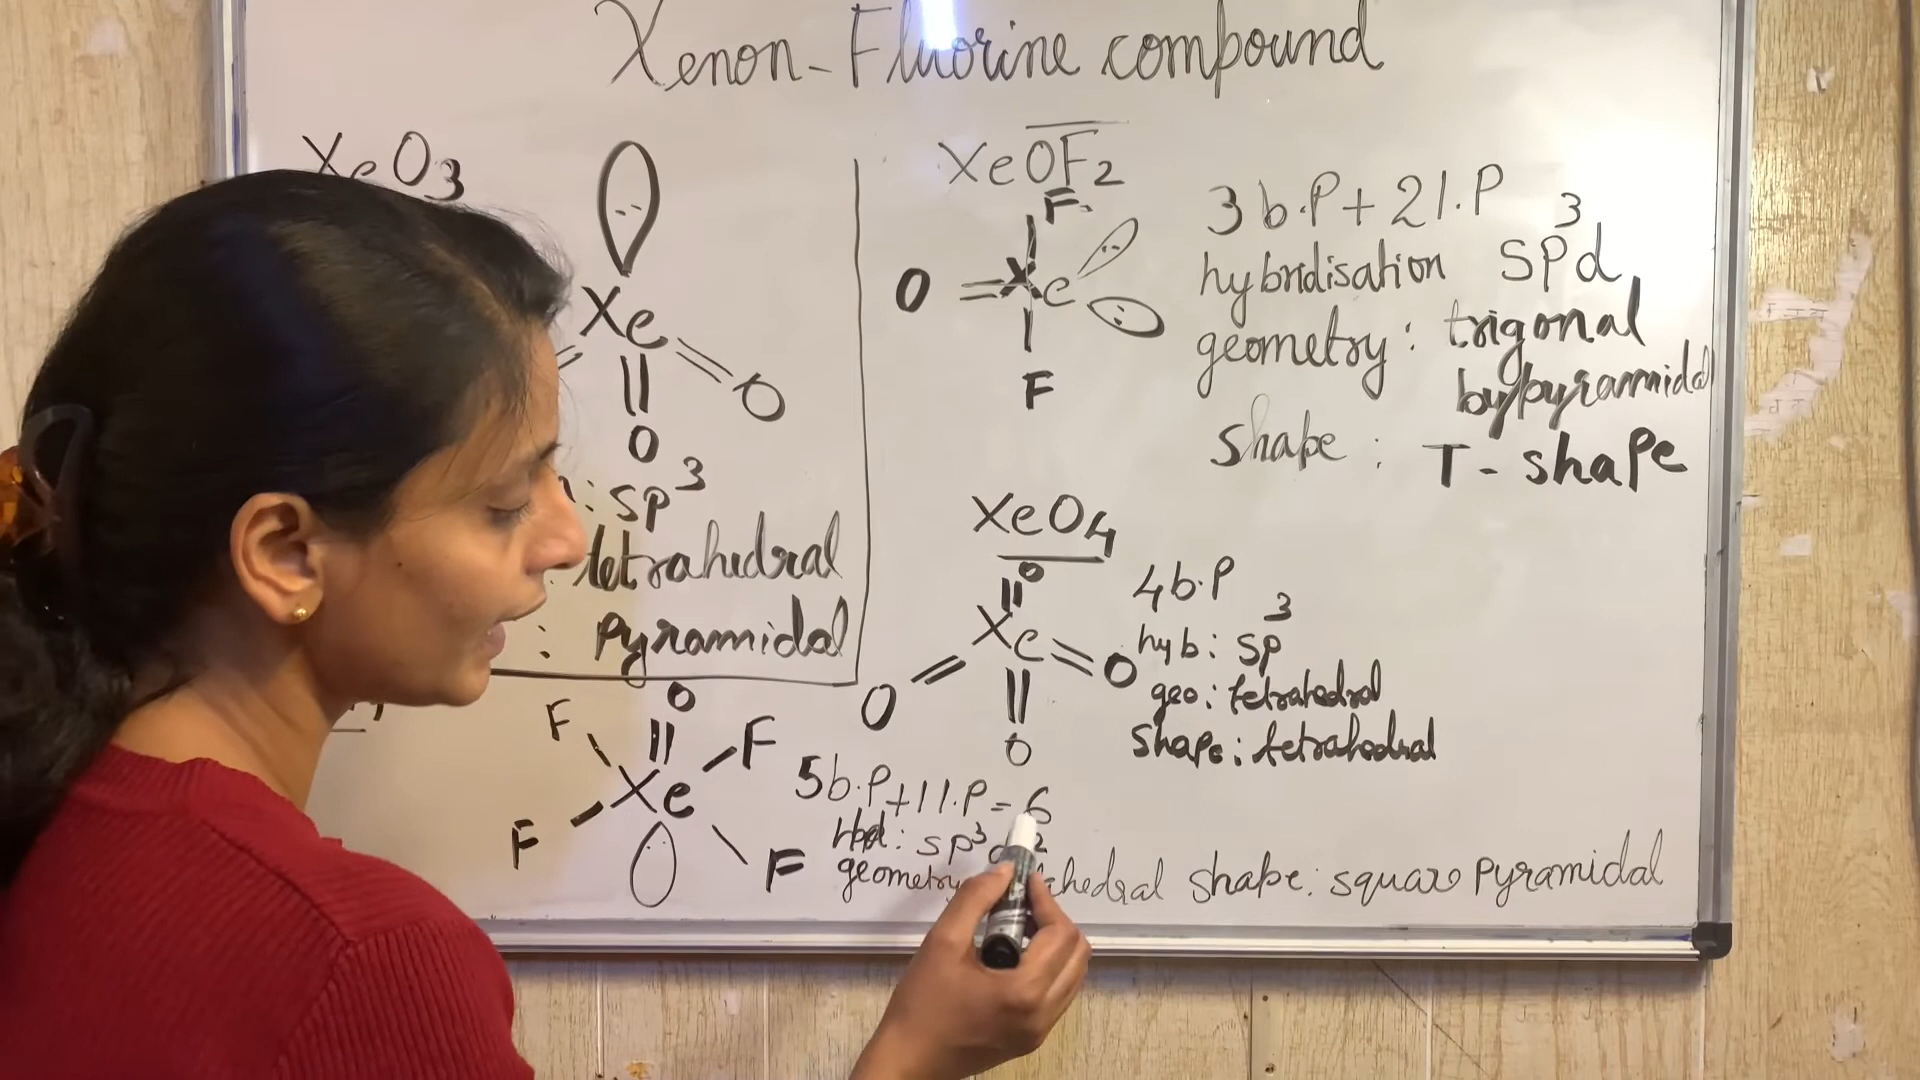 Xenon-Fluorine compound
XeO3
Xe
O
O
: sp3
: tetrahedral
: Pyramidal
XeOF2
F
O = Xe
F
3 b.P + 2 l.P
hybridisation sp3d
geometry : trigonal
bypyramidal
shape : T-shape
XeO4
O
Xe
O
O
O
4 b.P
hyb : sp3
geo : tetrahedral
Shape : tetrahedral
O
F
F
Xe
F
F
5 b.P + 1 l.P = 6
: sp3d2
geometry
shape : square Pyramidal